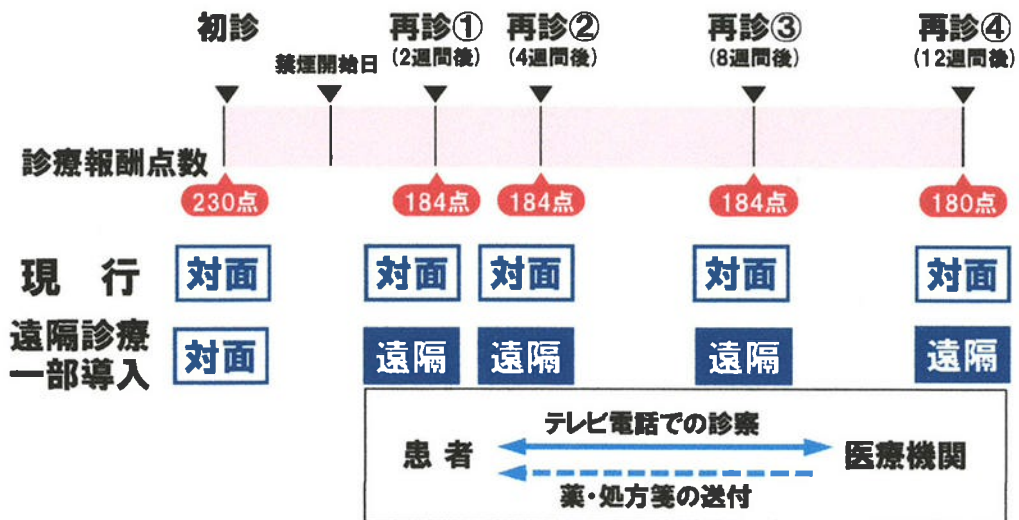 初診
禁煙開始日
再診①
(2週間後)
再診②
(4週間後)
再診③
(8週間後)
再診④
(12週間後)
診療報酬点数
230点
184点
184点
184点
180点
現 行
対面
対面
対面
対面
対面
遠隔診療
一部導入
対面
遠隔
遠隔
遠隔
遠隔
テレビ電話での診察
患者
医療機関
薬・処方箋の送付